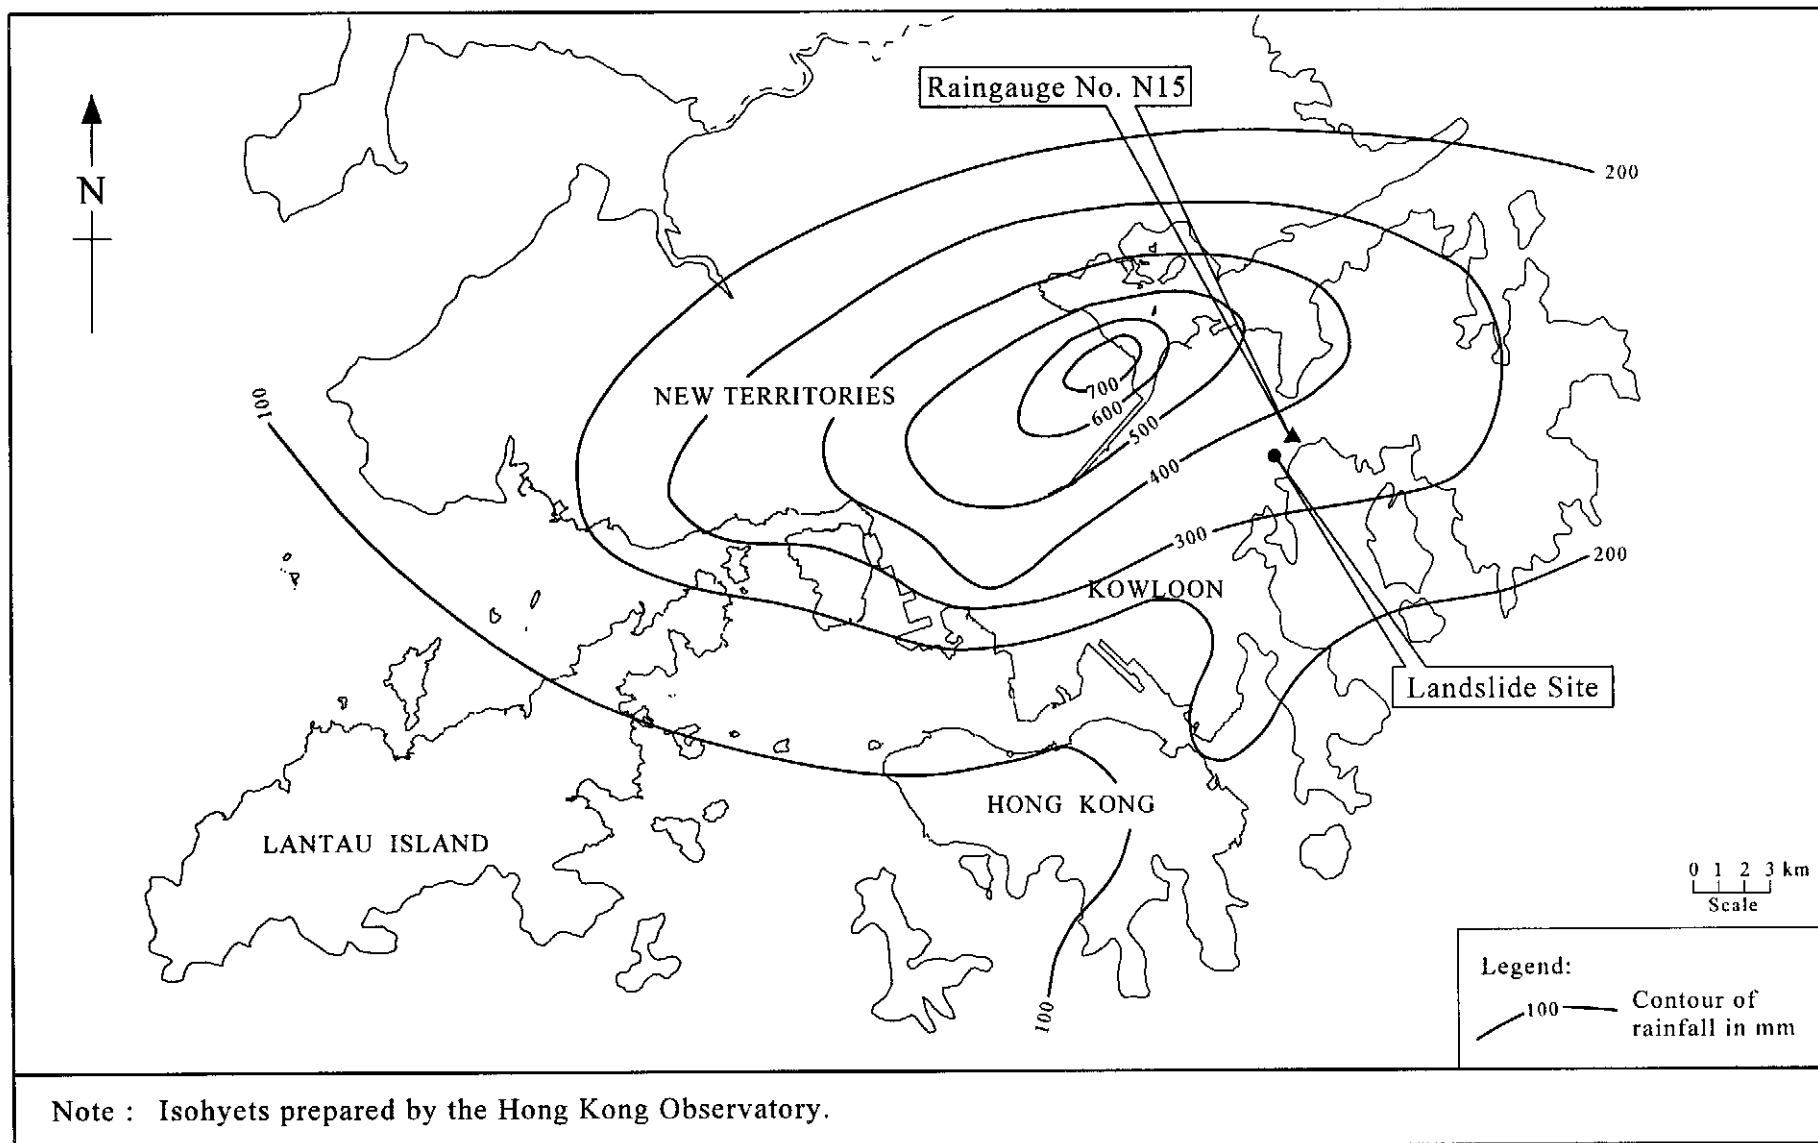 Raingauge No. N15
N
200
NEW TERRITORIES
700
600
500
400
300
200
100
KOWLOON
Landslide Site
HONG KONG
LANTAU ISLAND
100
0 1 2 3 km
Scale
Legend:
100
Contour of
rainfall in mm
Note : Isohyets prepared by the Hong Kong Observatory.